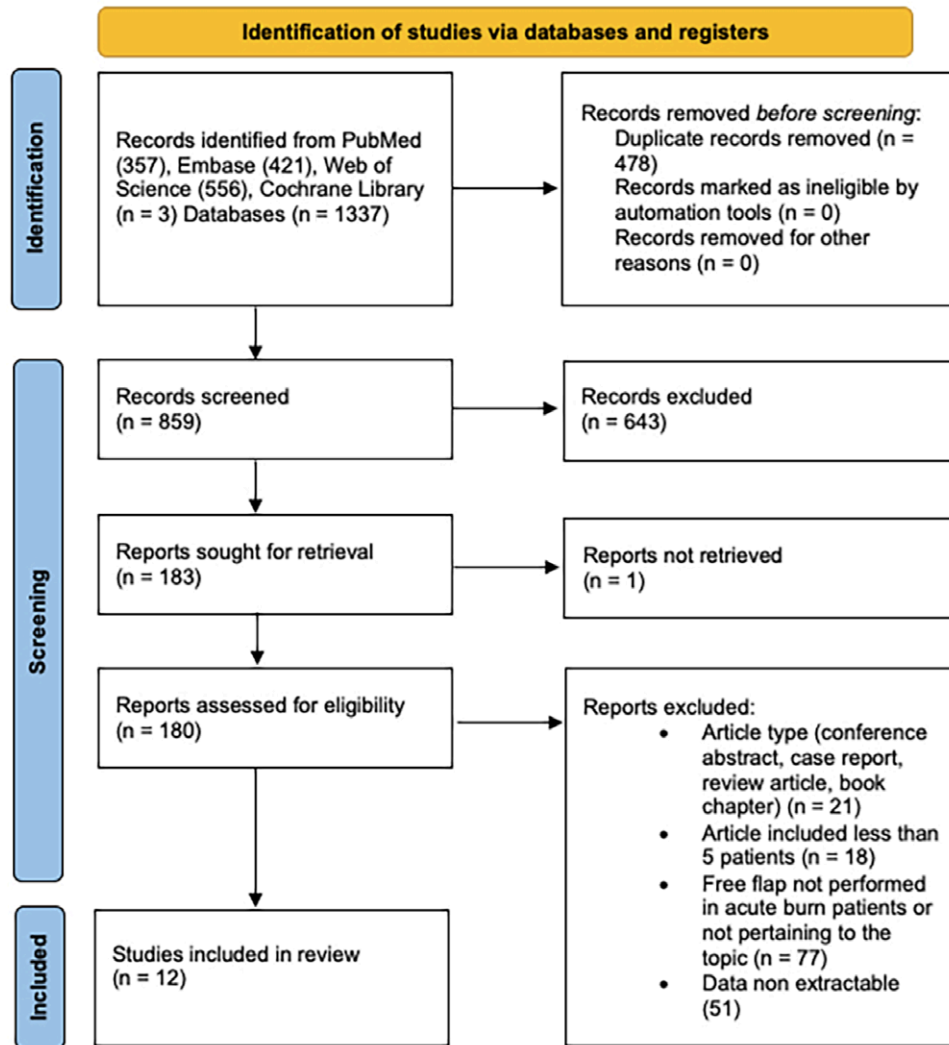 Identification of studies via databases and registers
Identification
Records identified from PubMed
(357), Embase (421), Web of
Science (556), Cochrane Library
(n = 3) Databases (n = 1337)
Records removed before screening:
Duplicate records removed (n =
478)
Records marked as ineligible by
automation tools (n = 0)
Records removed for other
reasons (n = 0)
Screening
Records screened
(n = 859)
Records excluded
(n = 643)
Reports sought for retrieval
(n = 183)
Reports not retrieved
(n = 1)
Reports assessed for eligibility
(n = 180)
Reports excluded:
• Article type (conference
abstract, case report,
review article, book
chapter) (n = 21)
• Article included less than
5 patients (n = 18)
• Free flap not performed
in acute burn patients or
not pertaining to the
topic (n = 77)
• Data non extractable
(51)
Included
Studies included in review
(n = 12)